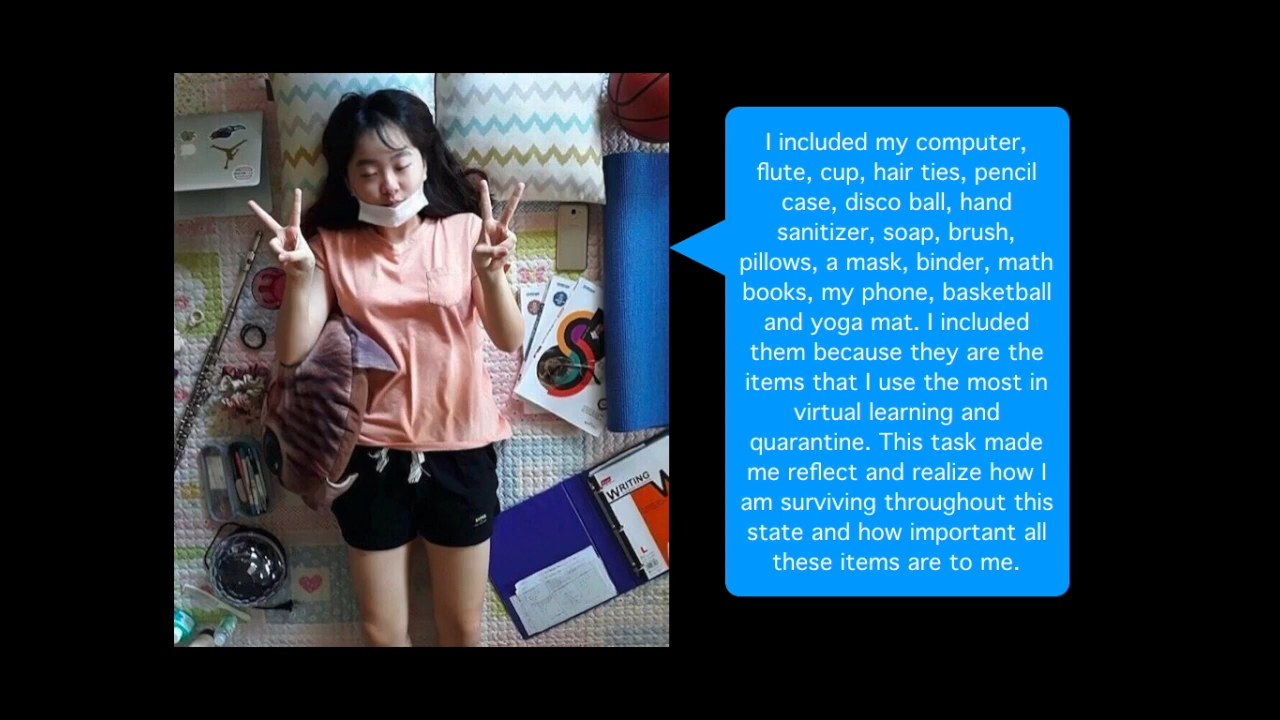 I included my computer,
flute, cup, hair ties, pencil
case, disco ball, hand
sanitizer, soap, brush,
pillows, a mask, binder, math
books, my phone, basketball
and yoga mat. I included
them because they are the
items that I use the most in
virtual learning and
quarantine. This task made
me reflect and realize how I
am surviving throughout this
state and how important all
these items are to me.
WRITING